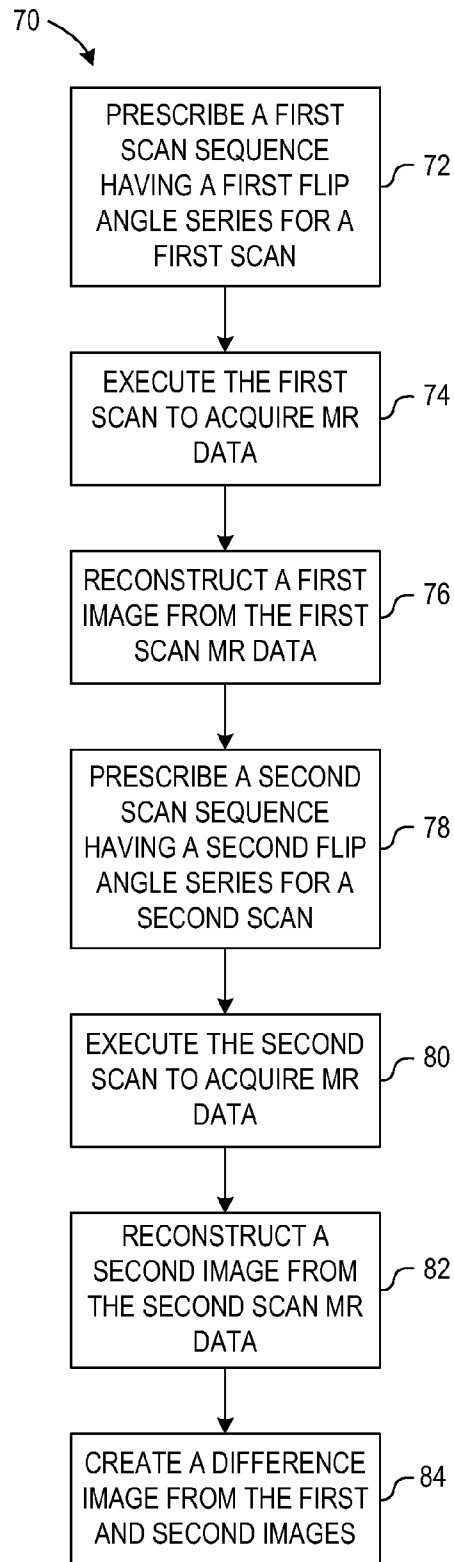 70
PRESCRIBE A FIRST
SCAN SEQUENCE
HAVING A FIRST FLIP
ANGLE SERIES FOR A
FIRST SCAN
72
EXECUTE THE FIRST
SCAN TO ACQUIRE MR
DATA
74
RECONSTRUCT A FIRST
IMAGE FROM THE FIRST
SCAN MR DATA
76
PRESCRIBE A SECOND
SCAN SEQUENCE
HAVING A SECOND FLIP
ANGLE SERIES FOR A
SECOND SCAN
78
EXECUTE THE SECOND
SCAN TO ACQUIRE MR
DATA
80
RECONSTRUCT A
SECOND IMAGE FROM
THE SECOND SCAN MR
DATA
82
CREATE A DIFFERENCE
IMAGE FROM THE FIRST
AND SECOND IMAGES
84